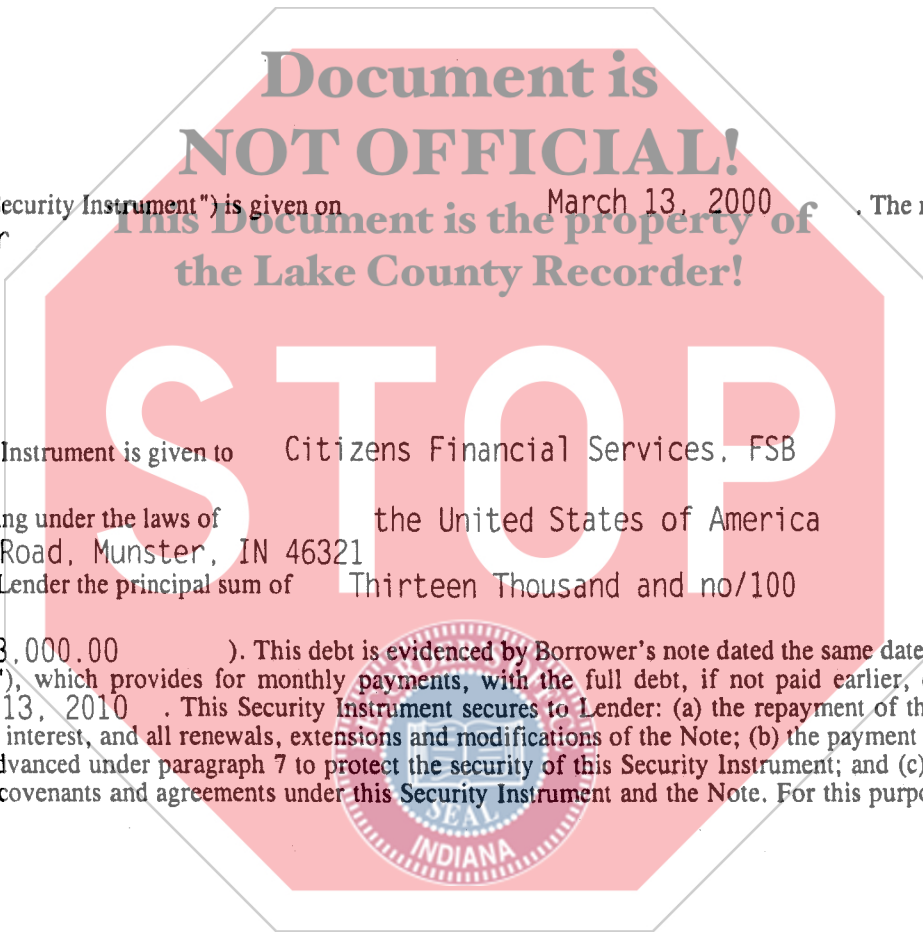 Document is
NOT OFFICIAL!
ecurity Instrument") is given on March 13, 2000 . The
This Document is the property of
the Lake County Recorder!
STOP
Instrument is given to Citizens Financial Services, FSB
ng under the laws of the United States of America
Road, Munster, IN 46321
Lender the principal sum of Thirteen Thousand and no/100
,000.00 ). This debt is evidenced by Borrower's note dated the same date
"), which provides for monthly payments, with the full debt, if not paid earlier,
13, 2010 . This Security Instrument secures to Lender: (a) the repayment of
interest, and all renewals, extensions and modifications of the Note; (b) the payment
dvanced under paragraph 7 to protect the security of this Security Instrument; and (c)
covenants and agreements under this Security Instrument and the Note. For this
SEAL
INDIANA